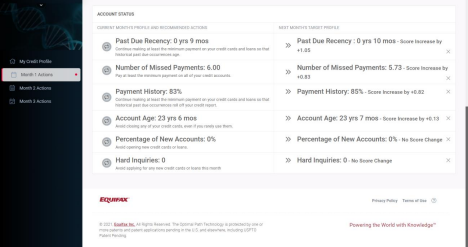 ACCOUNT STATUS
CURRENT MONTH'S PROFILE AND RECOMMENDED ACTIONS
NEXT MONTH'S TARGET PROFILE
My Credit Profile
Month 1 Actions
Month 2 Actions
Month 3 Actions
Past Due Recency: 0 yrs 9 mos
Continue making at least the minimum payment on your credit cards and loans so that
historical past due occurrences age.
Past Due Recency : 0 yrs 10 mos - Score Increase by
+1.05
Number of Missed Payments: 6.00
Pay at least the minimum payment on all of your credit accounts.
Number of Missed Payments: 5.73 - Score Increase by
+0.83
Payment History: 83%
Continue making at least the minimum payment on your credit cards and loans so that
historical past due occurrences roll off your credit report.
Payment History: 85% - Score Increase by +0.82
Account Age: 23 yrs 6 mos
Avoid closing any of your credit cards, even if you rarely use them.
Account Age: 23 yrs 7 mos - Score Increase by +0.13
Percentage of New Accounts: 0%
Avoid opening new credit cards or loans.
Percentage of New Accounts: 0% - No Score Change
Hard Inquiries: 0
Avoid applying for any new credit cards or loans this month
Hard Inquiries: 0 - No Score Change
EQUIFAX
Privacy Policy Terms of Use
© 2021 Equifax Inc. All Rights Reserved. The Optimal Path Technology is protected by one or
more patents and patent applications pending in the U.S. and elsewhere, including USPTO
Patent Pending.
Powering the World with Knowledge™